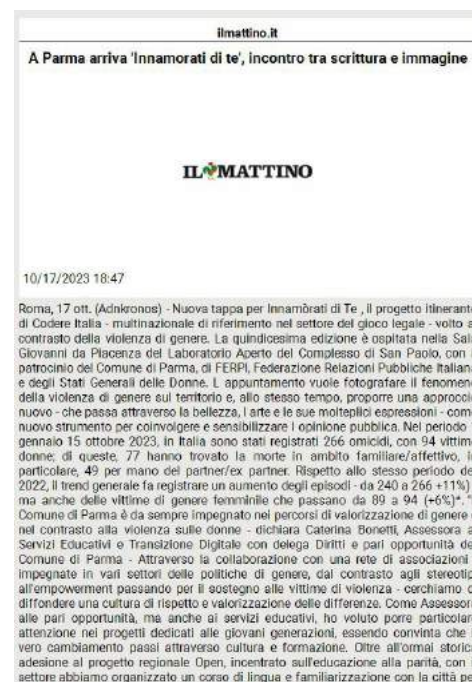 ilmattino.it
A Parma arriva 'Innamorati di te', incontro tra scrittura e immagine
IL MATTINO
10/17/2023 18:47
Roma, 17 ott. (Adnkronos) - Nuova tappa per Innamòrati di Te , il progetto itinerante
di Codere Italia - multinazionale di riferimento nel settore del gioco legale - volto a
contrasto della violenza di genere. La quindicesima edizione è ospitata nella Sala
Giovanni da Piacenza del Laboratorio Aperto del Complesso di San Paolo, con i
patrocinio del Comune di Parma, di FERPI, Federazione Relazioni Pubbliche Italiana
e degli Stati Generali delle Donne. L appuntamento vuole fotografare il fenomeno
della violenza di genere sul territorio e, allo stesso tempo, proporre una approccio
nuovo - che passa attraverso la bellezza, l arte e le sue molteplici espressioni - come
nuovo strumento per coinvolgere e sensibilizzare l opinione pubblica. Nel periodo
gennaio 15 ottobre 2023, in Italia sono stati registrati 266 omicidi, con 94 vittime
donne; di queste, 77 hanno trovato la morte in ambito familiare/affettivo, in
particolare, 49 per mano del partner/ex partner. Rispetto allo stesso periodo de
2022, il trend generale fa registrare un aumento degli episodi - da 240 a 266 +11%)
ma anche delle vittime di genere femminile che passano da 89 a 94 (+6%)*.
Comune di Parma è da sempre impegnato nei percorsi di valorizzazione di genere e
nel contrasto alla violenza sulle donne - dichiara Caterina Bonetti, Assessora a
Servizi Educativi e Transizione Digitale con delega Diritti e pari opportunità de
Comune di Parma - Attraverso la collaborazione con una rete di associazioni
impegnate in vari settori delle politiche di genere, dal contrasto agli stereotip
all'empowerment passando per il sostegno alle vittime di violenza - cerchiamo d
diffondere una cultura di rispetto e valorizzazione delle differenze. Come Assessora
alle pari opportunità, ma anche ai servizi educativi, ho voluto porre particolare
attenzione nei progetti dedicati alle giovani generazioni, essendo convinta che i
vero cambiamento passi attraverso cultura e formazione. Oltre all'ormai storica
adesione al progetto regionale Open, incentrato sull'educazione alla parità, con i
settore abbiamo organizzato un corso di lingua e familiarizzazione con la città per